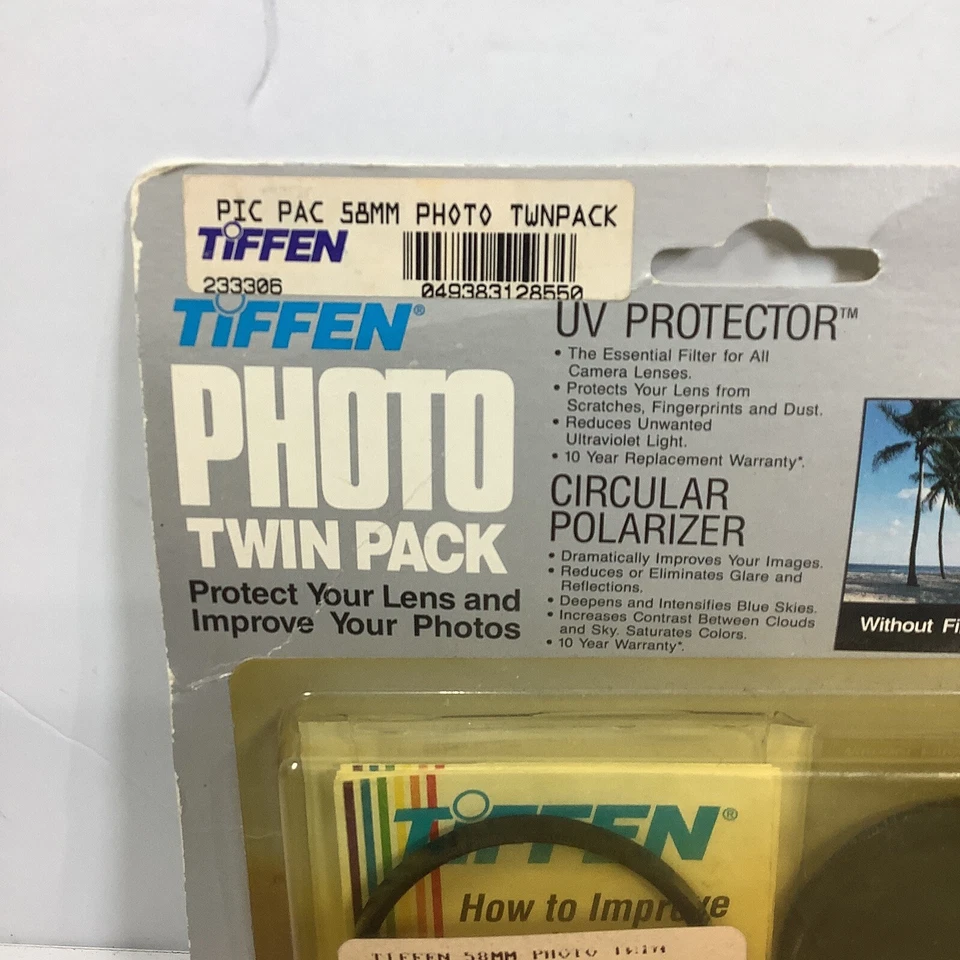 PIC PAC 58MM PHOTO TWNPACK
TIFFEN
233306
049383128550
TIFFEN®
PHOTO
TWIN PACK
Protect Your Lens and
Improve Your Photos
UV PROTECTOR™
• The Essential Filter for All
Camera Lenses.
• Protects Your Lens from
Scratches, Fingerprints and Dust.
• Reduces Unwanted
Ultraviolet Light.
• 10 Year Replacement Warranty*.
CIRCULAR
POLARIZER
• Dramatically Improves Your Images.
• Reduces or Eliminates Glare and
Reflections.
• Deepens and Intensifies Blue Skies.
• Increases Contrast Between Clouds
and Sky. Saturates Colors.
• 10 Year Warranty*.
Without Fi
TIFFEN®
How to Improve
TIFFEN 58MM PHOTO TWIN